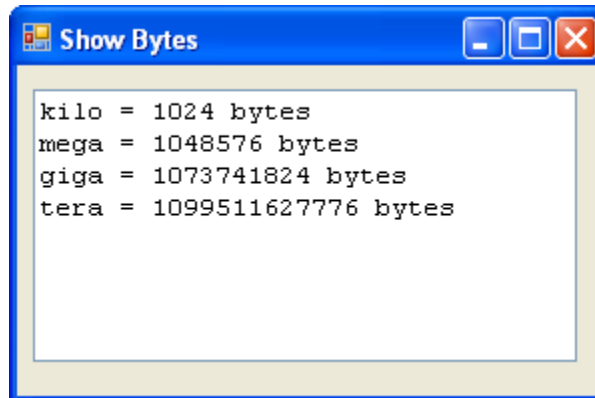 Show Bytes
kilo = 1024 bytes
mega = 1048576 bytes
giga = 1073741824 bytes
tera = 1099511627776 bytes